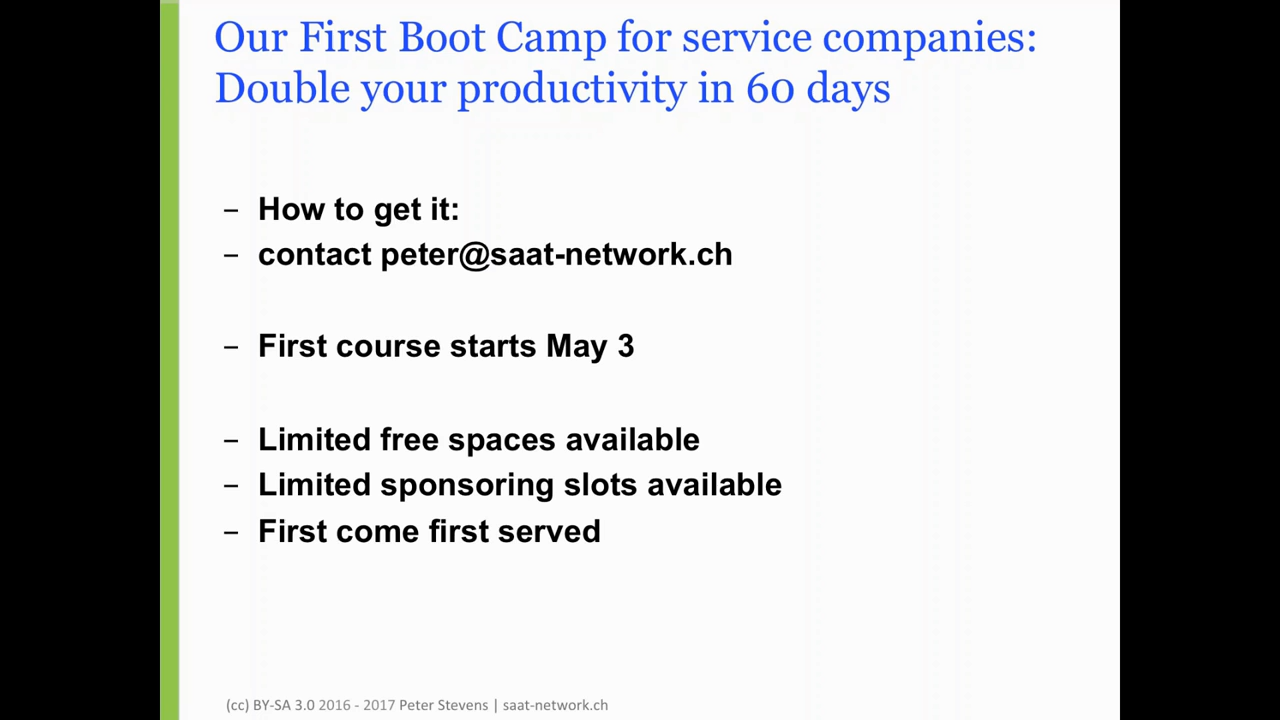 Our First Boot Camp for service companies:
Double your productivity in 60 days
– How to get it:
– contact peter@saat-network.ch
– First course starts May 3
– Limited free spaces available
– Limited sponsoring slots available
– First come first served
(cc) BY-SA 3.0 2016 - 2017 Peter Stevens | saat-network.ch